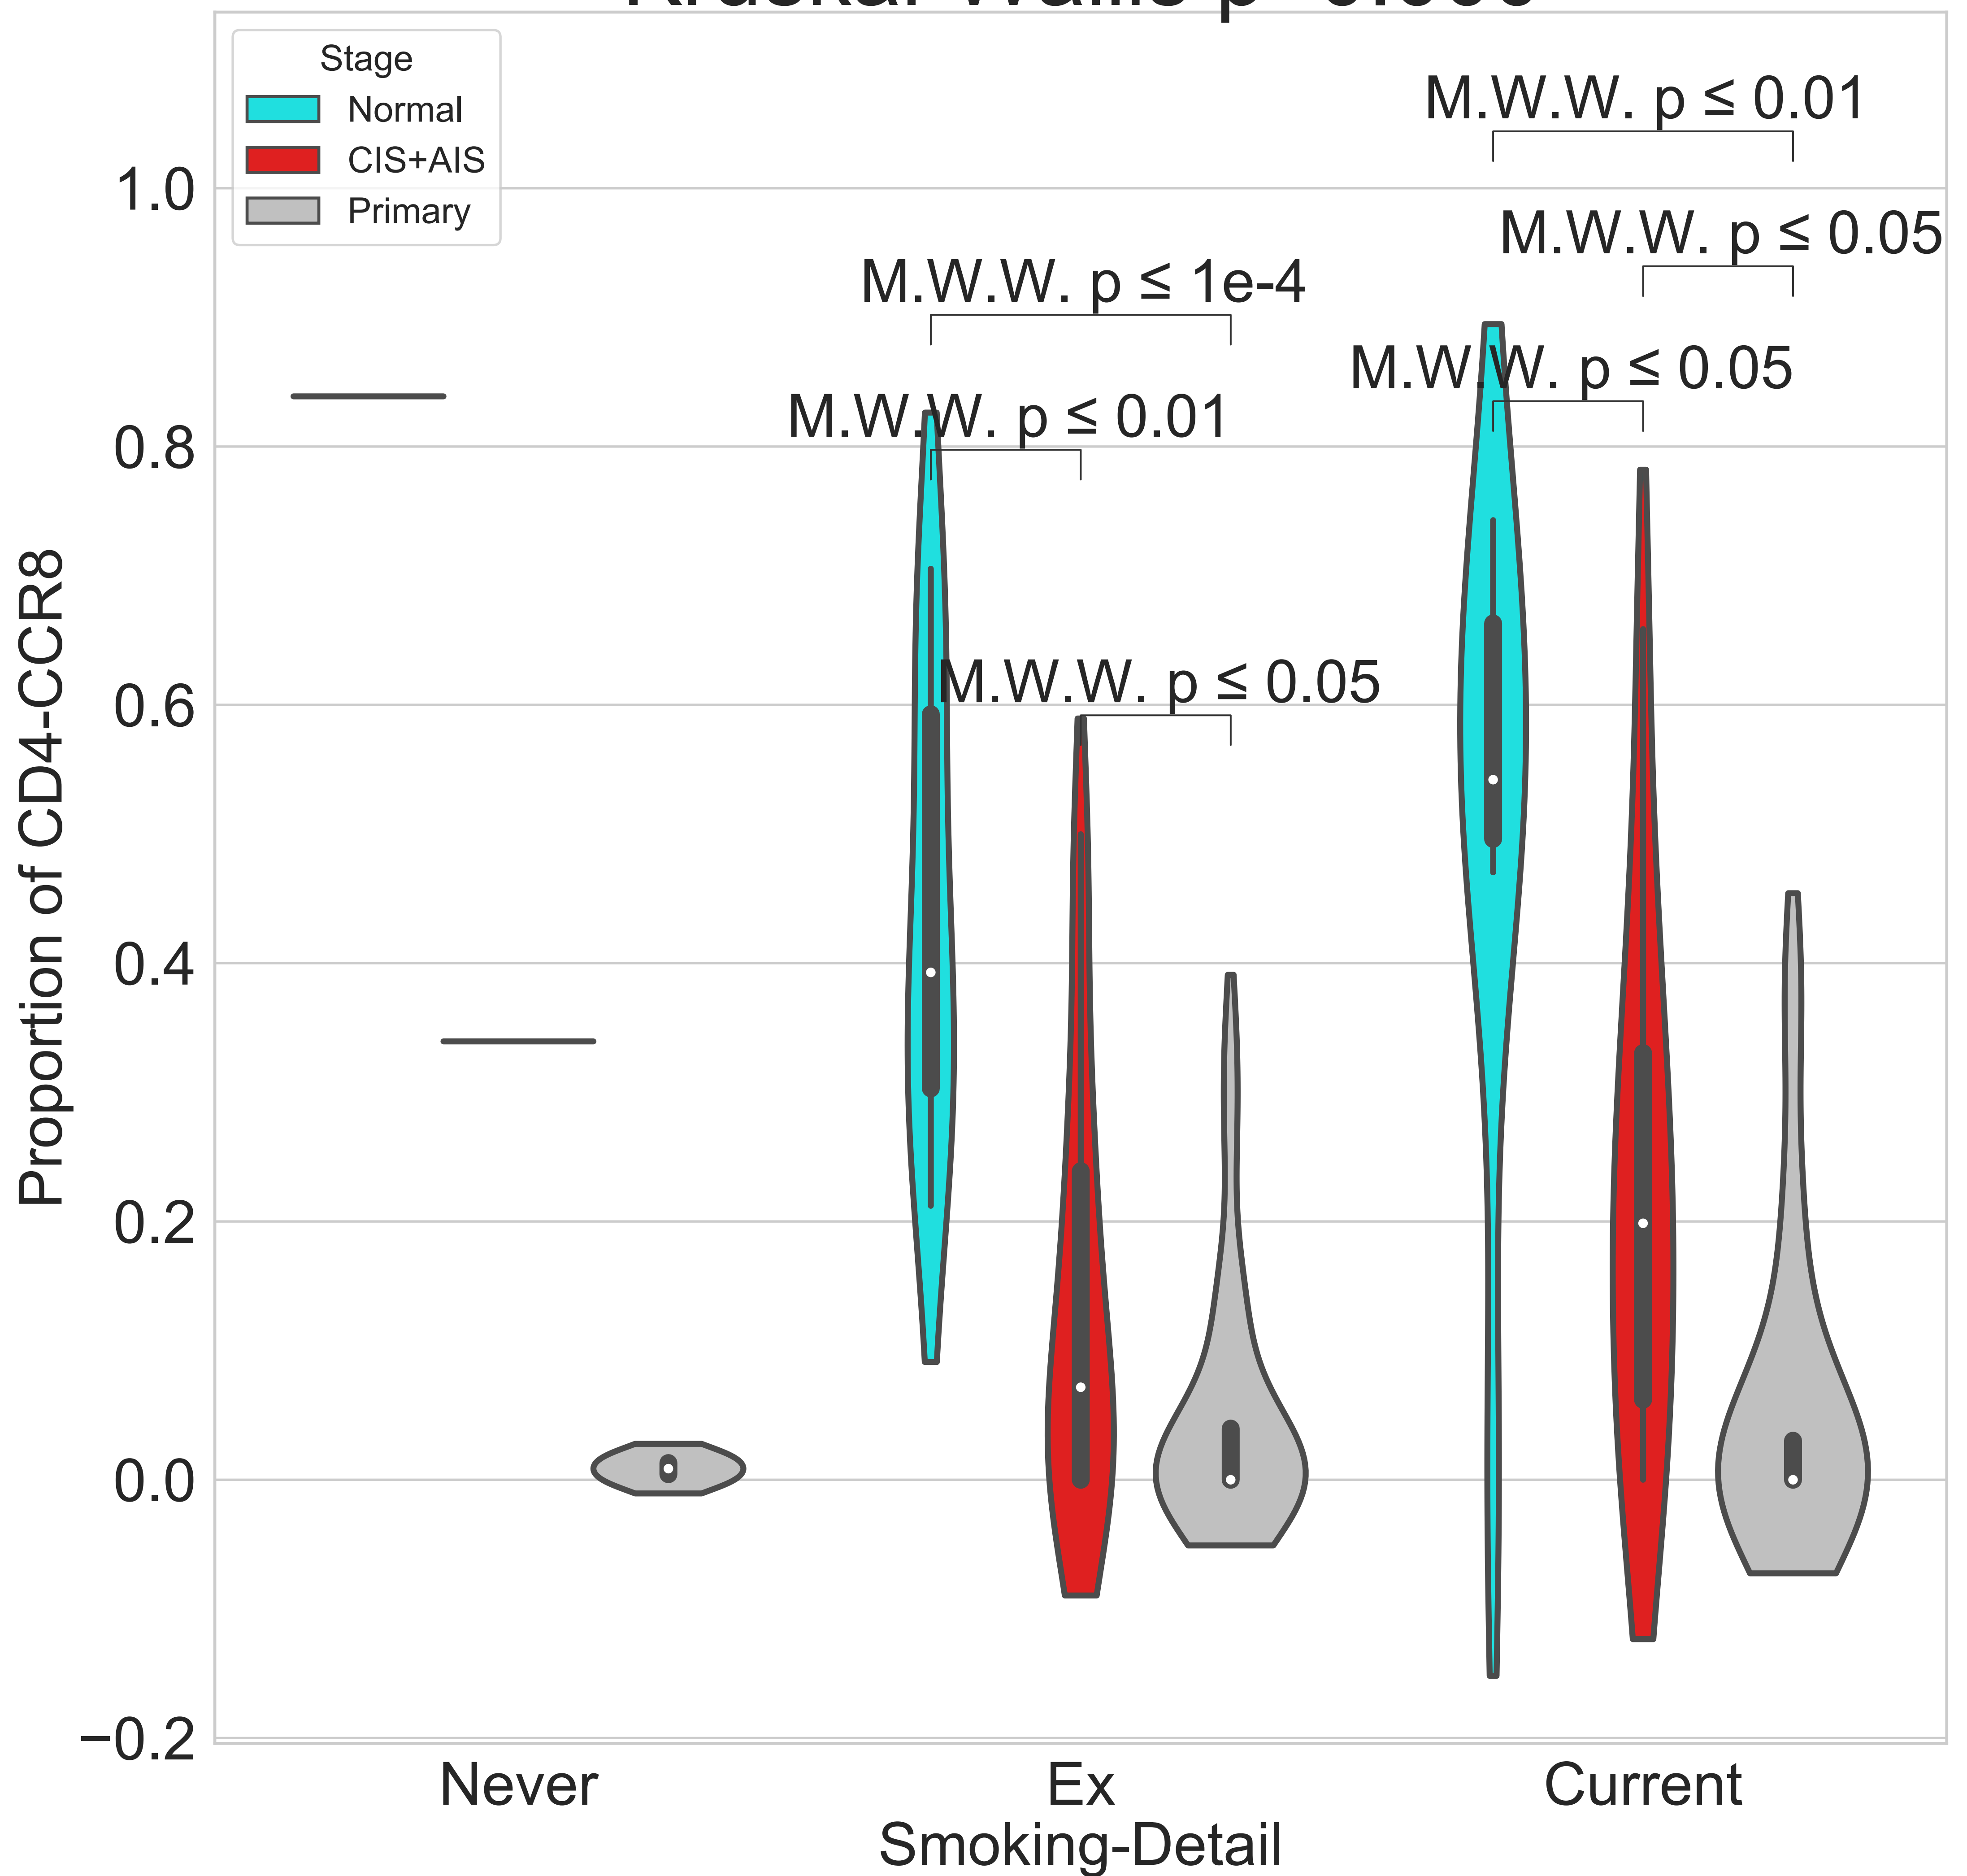 Stage
Normal
CIS+AIS
Primary
M.W.W. p ≤ 0.01
M.W.W. p ≤ 0.05
M.W.W. p ≤ 1e-4
M.W.W. p ≤ 0.05
M.W.W. p ≤ 0.01
M.W.W. p ≤ 0.05
1.0
0.8
0.6
0.4
0.2
0.0
−0.2
Proportion of CD4-CCR8
Never
Ex
Current
Smoking-Detail